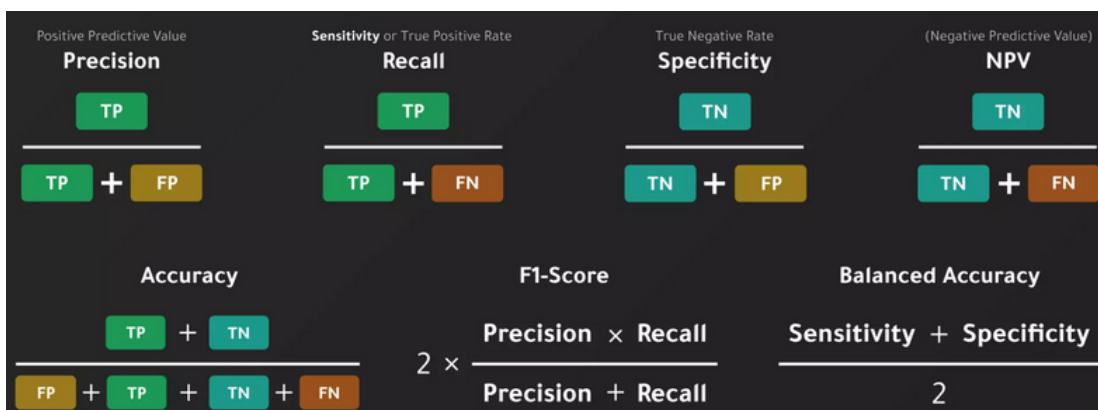 Positive Predictive Value
Precision
TP
TP + FP
Sensitivity or True Positive Rate
Recall
TP
TP + FN
True Negative Rate
Specificity
TN
TN + FP
(Negative Predictive Value)
NPV
TN
TN + FN
Accuracy
TP + TN
FP + TP + TN + FN
F1-Score
2 ×
Precision × Recall
Precision + Recall
Balanced Accuracy
Sensitivity + Specificity
2